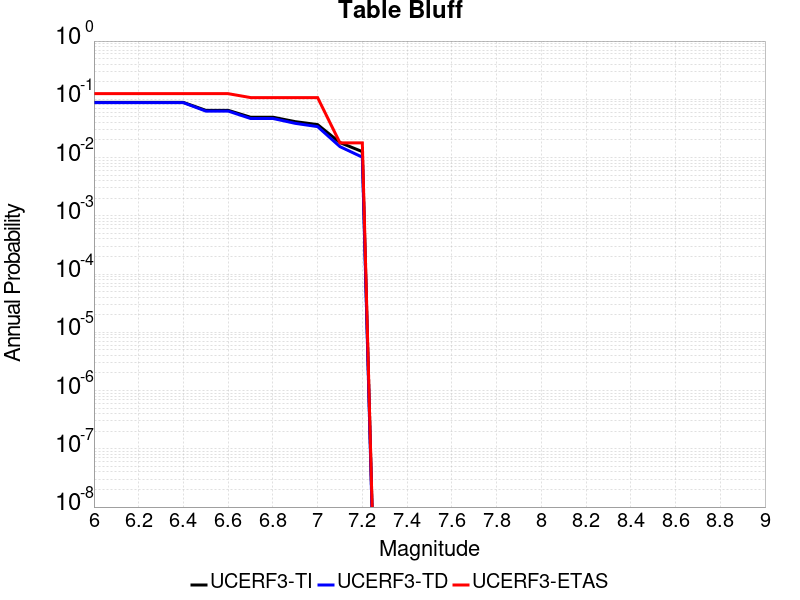 Table Bluff
Annual Probability
10^0
10^-1
10^-2
10^-3
10^-4
10^-5
10^-6
10^-7
10^-8
6 6.2 6.4 6.6 6.8 7 7.2 7.4 7.6 7.8 8 8.2 8.4 8.6 8.8 9
Magnitude
UCERF3-TI UCERF3-TD UCERF3-ETAS